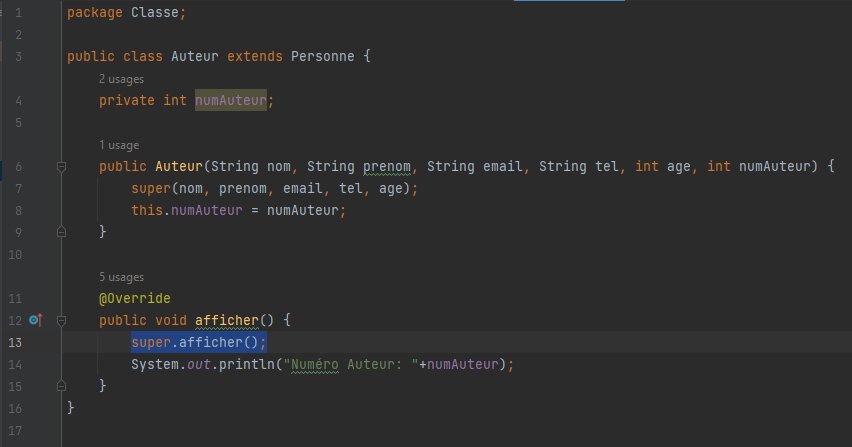 1 package Classe;
2
3 public class Auteur extends Personne {
2 usages
4 private int numAuteur;
5
1 usage
6 public Auteur(String nom, String prenom, String email, String tel, int age, int numAuteur) {
7 super(nom, prenom, email, tel, age);
8 this.numAuteur = numAuteur;
9 }
10
5 usages
11 @Override
12 public void afficher() {
13 super.afficher();
14 System.out.println("Numéro Auteur: "+numAuteur);
15 }
16 }
17